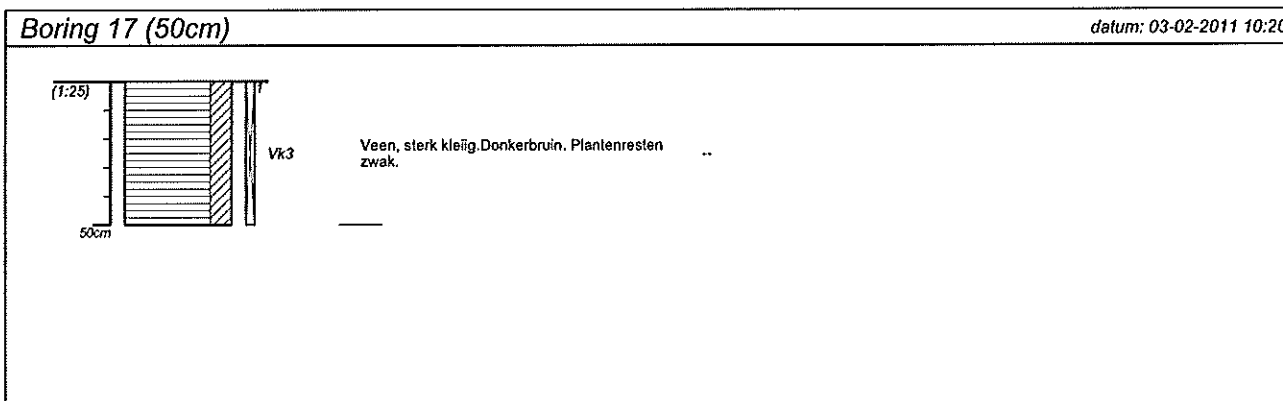 Boring 17 (50cm)
datum: 03-02-2011 10:20
(1:25)
1
Vk3
Veen, sterk kleiïg.Donkerbruin. Plantenresten
zwak.
--
50cm